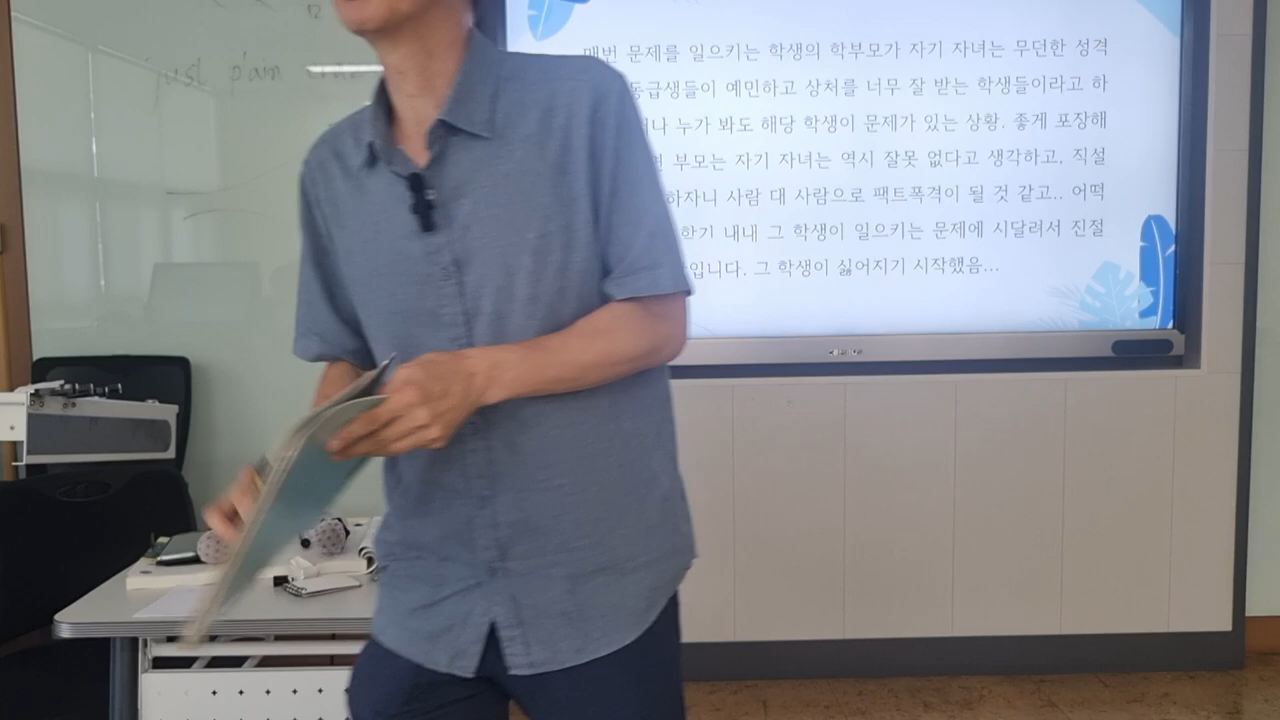 just plain
매번 문제를 일으키는 학생의 학부모가 자기 자녀는 무던한 성격
동급생들이 예민하고 상처를 너무 잘 받는 학생들이라고 하
누가 봐도 해당 학생이 문제가 있는 상황. 좋게 포장해
부모는 자기 자녀는 역시 잘못 없다고 생각하고, 직설
하자니 사람 대 사람으로 팩트폭격이 될 것 같고.. 어떡
학기 내내 그 학생이 일으키는 문제에 시달려서 진절
입니다. 그 학생이 싫어지기 시작했음...